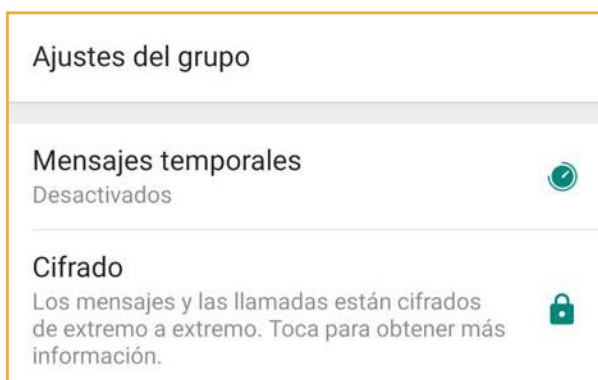 Ajustes del grupo
Mensajes temporales
Desactivados
Cifrado
Los mensajes y las llamadas están cifrados
de extremo a extremo. Toca para obtener más
información.